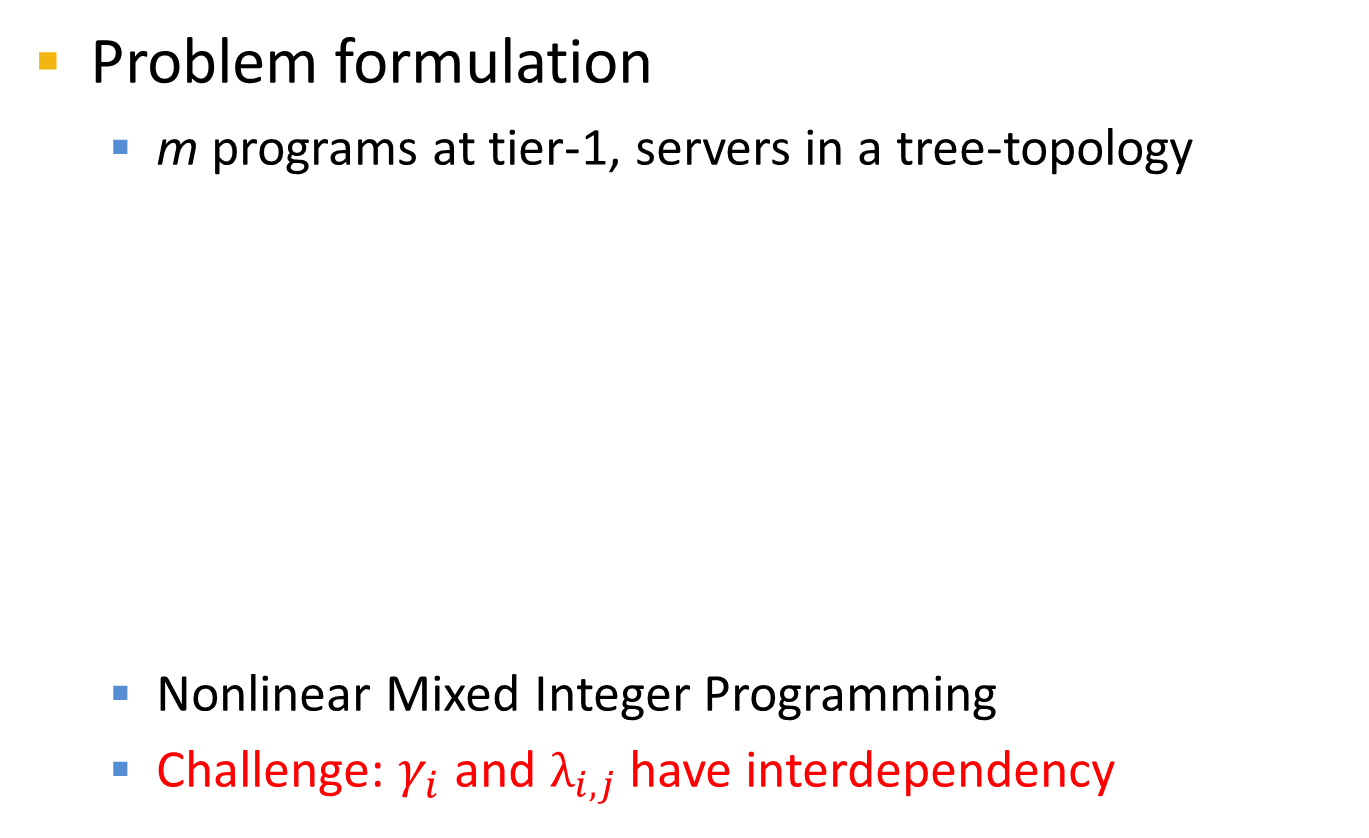 Problem formulation
m programs at tier-1, servers in a tree-topology
Nonlinear Mixed Integer Programming
Challenge: γᵢ and λᵢ,ⱼ have interdependency